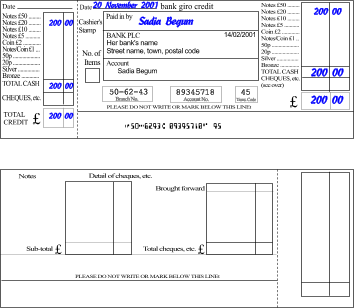 Date
Notes £50
Notes £20 200 00
Notes £10
Notes £5
Coin £2
Notes/Coin £1
50p
20p
Silver
Bronze
TOTAL CASH 200 00
CHEQUES, etc.
TOTAL CREDIT £ 200 00
Date 20 November 2001 bank giro credit
Cashier's Stamp
No. of Items
Paid in by Sadia Begum
BANK PLC 14/02/2001
Her bank's name
Street name, town, postal code
Account
Sadia Begum
50-62-43 89345718 45
Branch No. Account No. Trans Code
PLEASE DO NOT WRITE OR MARK BELOW THIS LINE
Notes £50
Notes £20 200 00
Notes £10
Notes £5
Coin £2
Notes/Coin £1
50p
20p
Silver
Bronze
TOTAL CASH 200 00
CHEQUES, etc.
(see over)
£ 200 00
Notes Detail of cheques, etc.
Brought forward
Sub-total £ Total cheques, etc. £
PLEASE DO NOT WRITE OR MARK BELOW THIS LINE